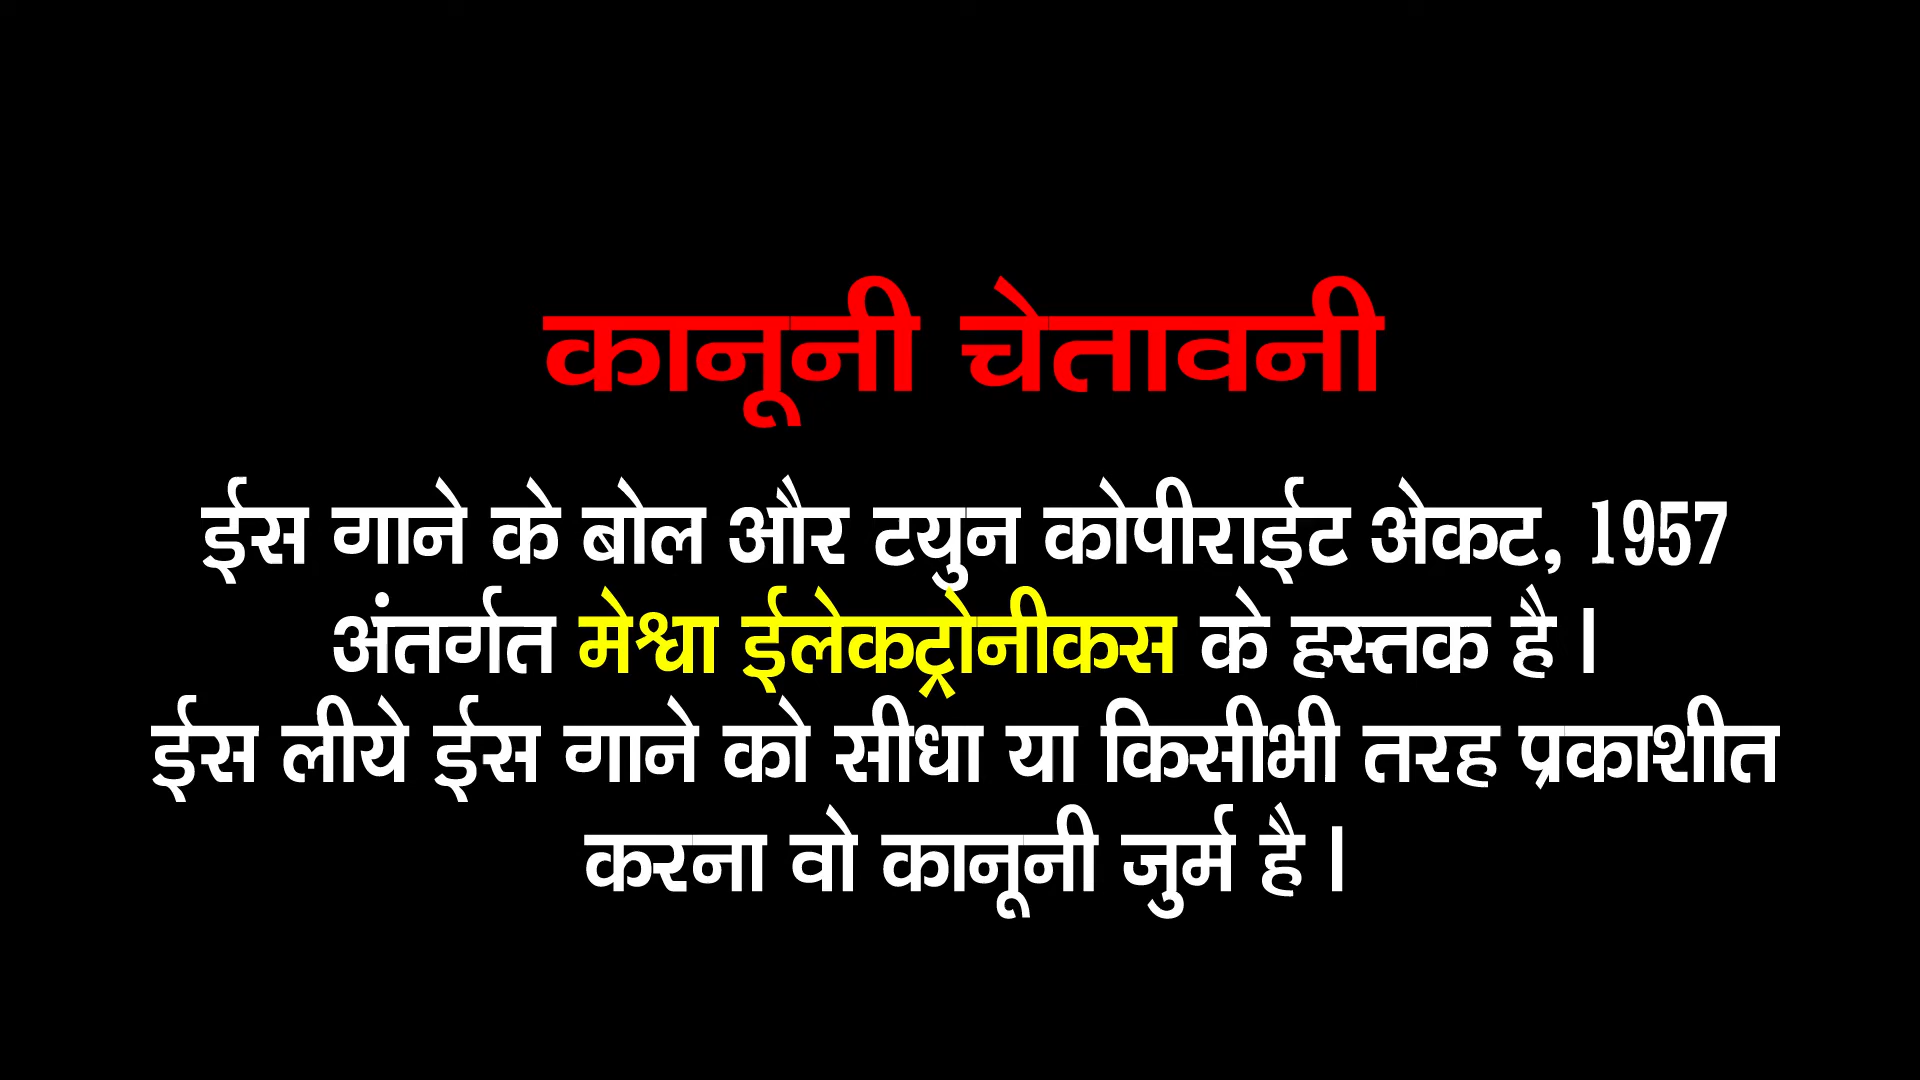 कानूनी चेतावनी
ईस गाने के बोल और टयुन कोपीराईट अेकट, 1957
अंतर्गत मेश्वा ईलेकट्रोनीकस के हस्तक है ।
ईस लीये ईस गाने को सीधा या किसीभी तरह प्रकाशीत
करना वो कानूनी जुर्म है ।